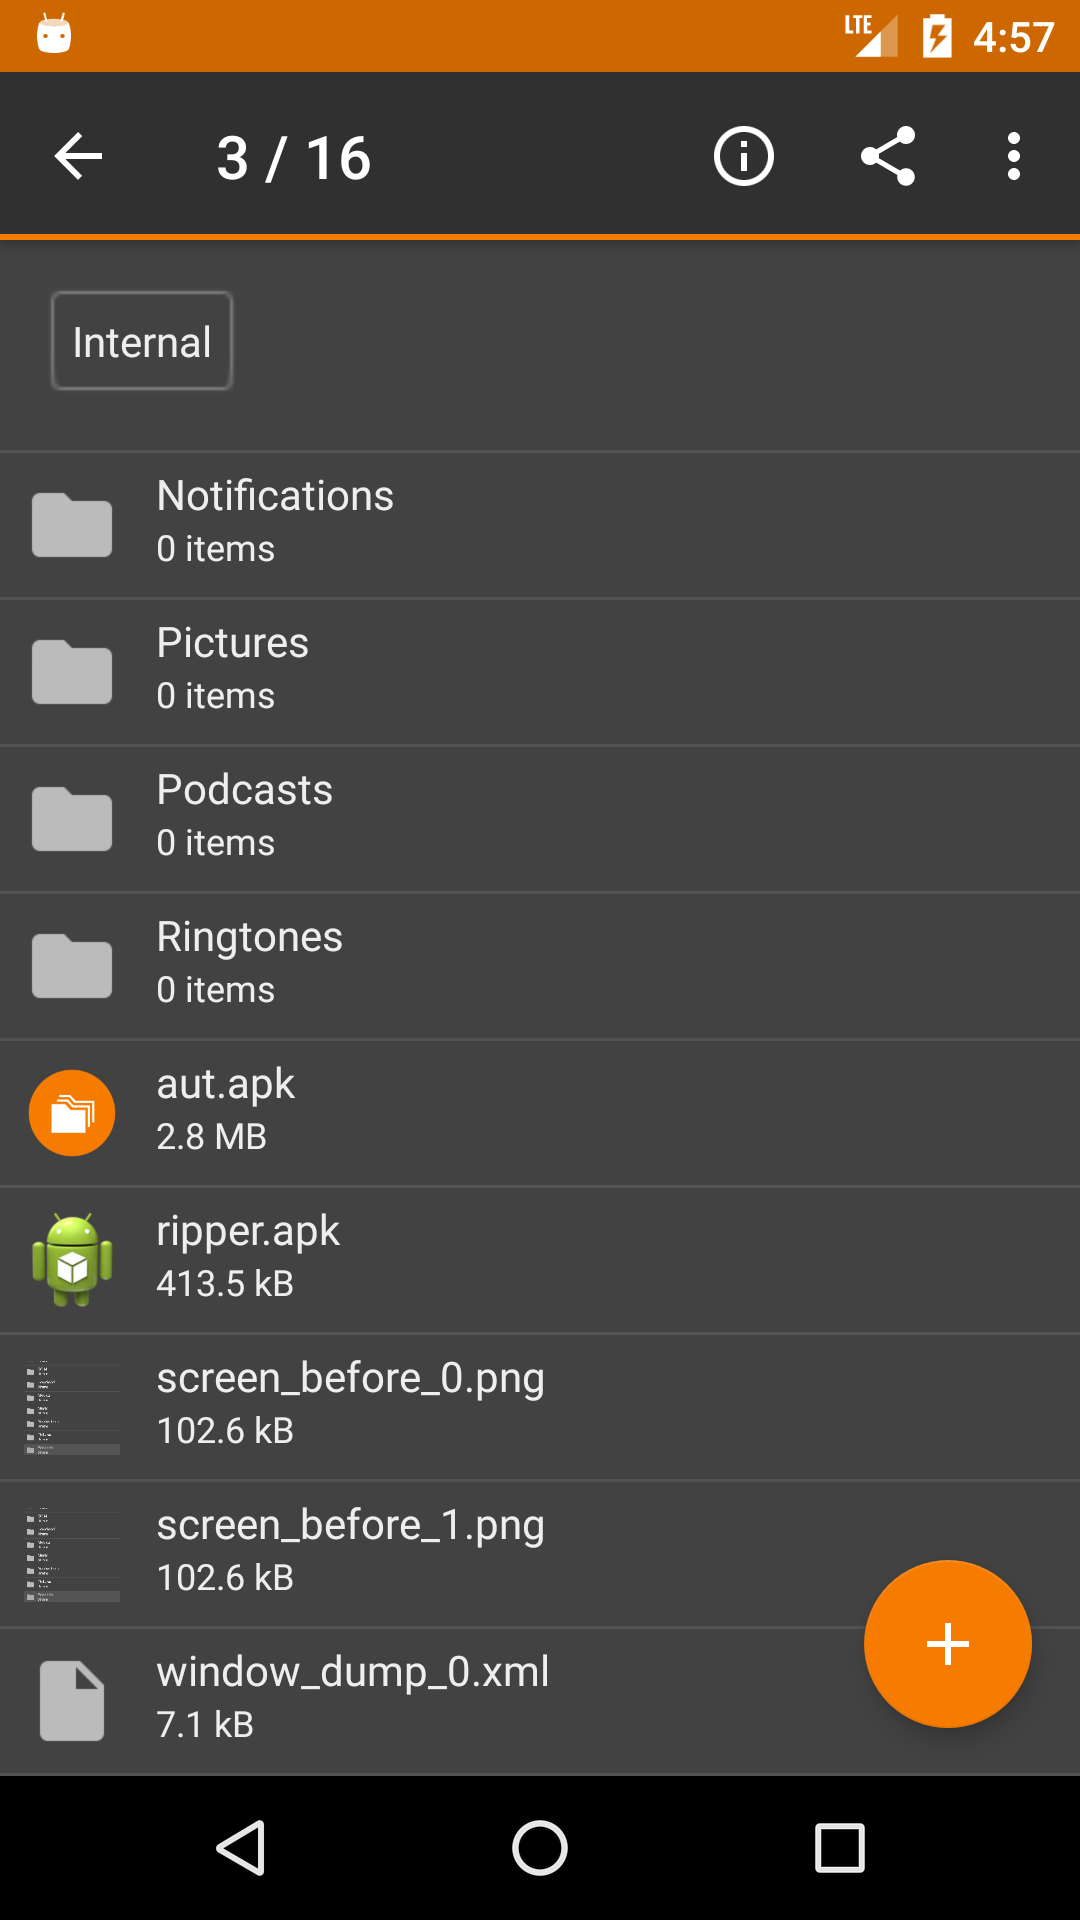 LTE 4:57
3 / 16
Internal
Notifications
0 items
Pictures
0 items
Podcasts
0 items
Ringtones
0 items
aut.apk
2.8 MB
ripper.apk
413.5 kB
screen_before_0.png
102.6 kB
screen_before_1.png
102.6 kB
window_dump_0.xml
7.1 kB